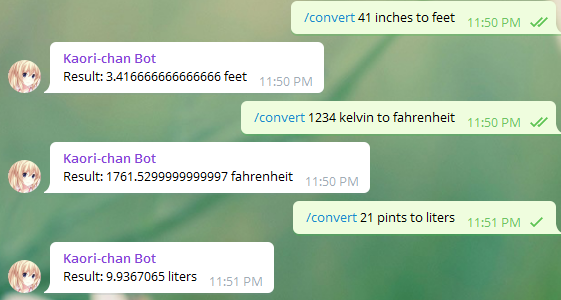 /convert 41 inches to feet 11:50 PM
Kaori-chan Bot
Result: 3.416666666666666 feet 11:50 PM
/convert 1234 kelvin to fahrenheit 11:50 PM
Kaori-chan Bot
Result: 1761.5299999999997 fahrenheit 11:50 PM
/convert 21 pints to liters 11:51 PM
Kaori-chan Bot
Result: 9.9367065 liters 11:51 PM